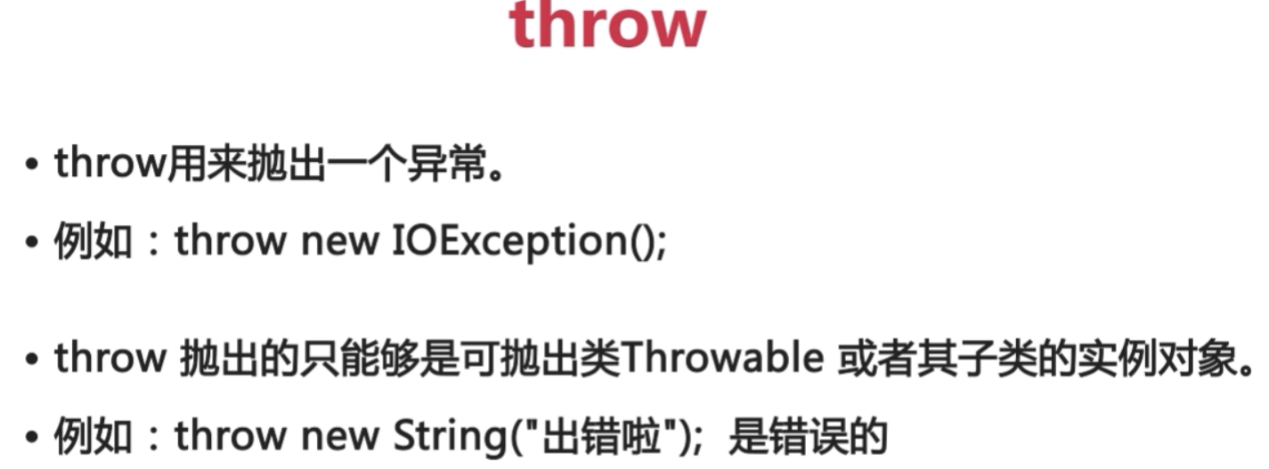 throw
• throw用来抛出一个异常。
• 例如：throw new IOException();
• throw 抛出的只能够是可抛出类Throwable 或者其子类的实例对象。
• 例如：throw new String("出错啦"); 是错误的